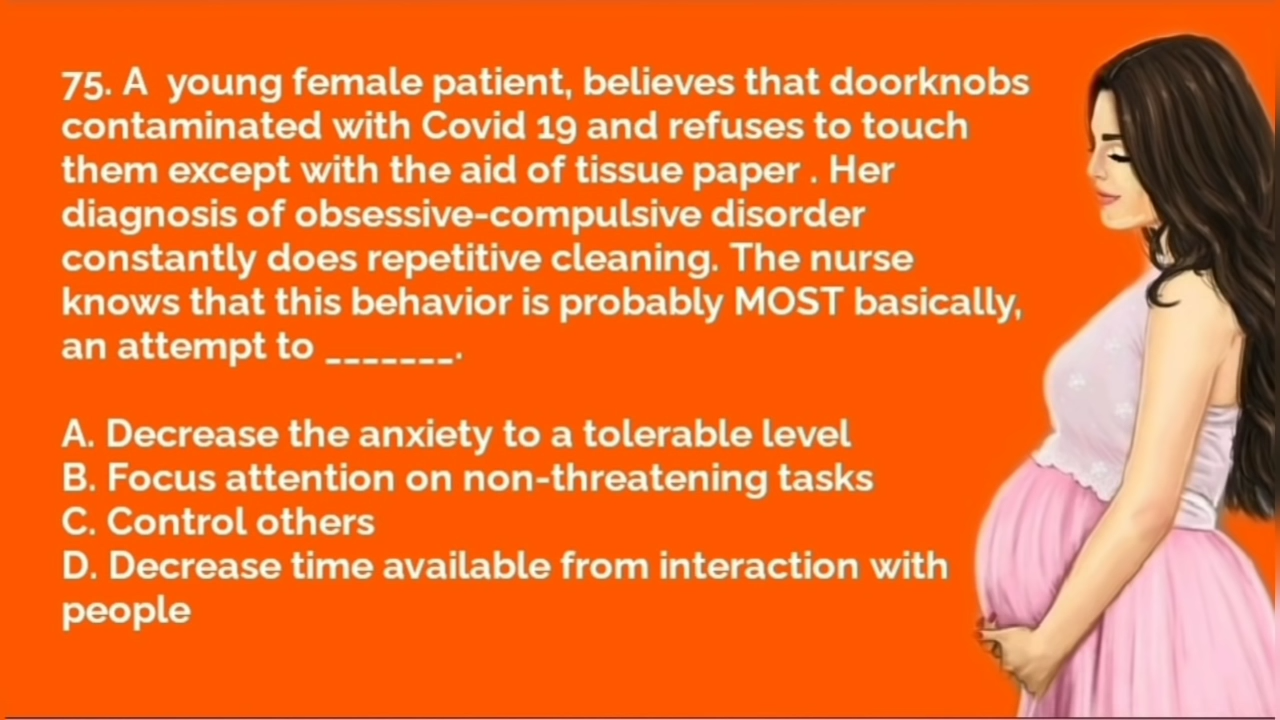 75. A young female patient, believes that doorknobs
contaminated with Covid 19 and refuses to touch
them except with the aid of tissue paper . Her
diagnosis of obsessive-compulsive disorder
constantly does repetitive cleaning. The nurse
knows that this behavior is probably MOST basically,
an attempt to _______.
A. Decrease the anxiety to a tolerable level
B. Focus attention on non-threatening tasks
C. Control others
D. Decrease time available from interaction with
people